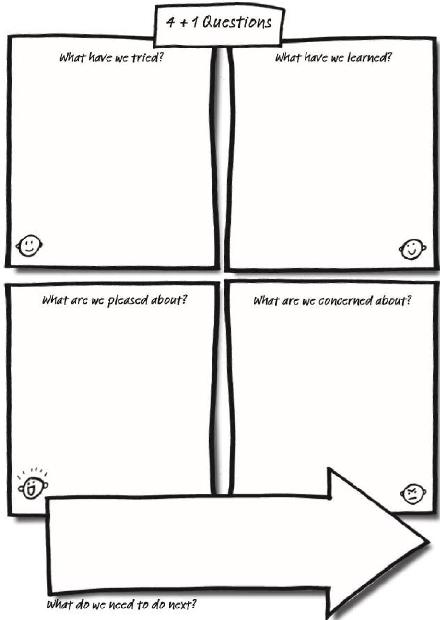 4 + 1 Questions
What have we tried?
What have we learned?
What are we pleased about?
What are we concerned about?
What do we need to do next?